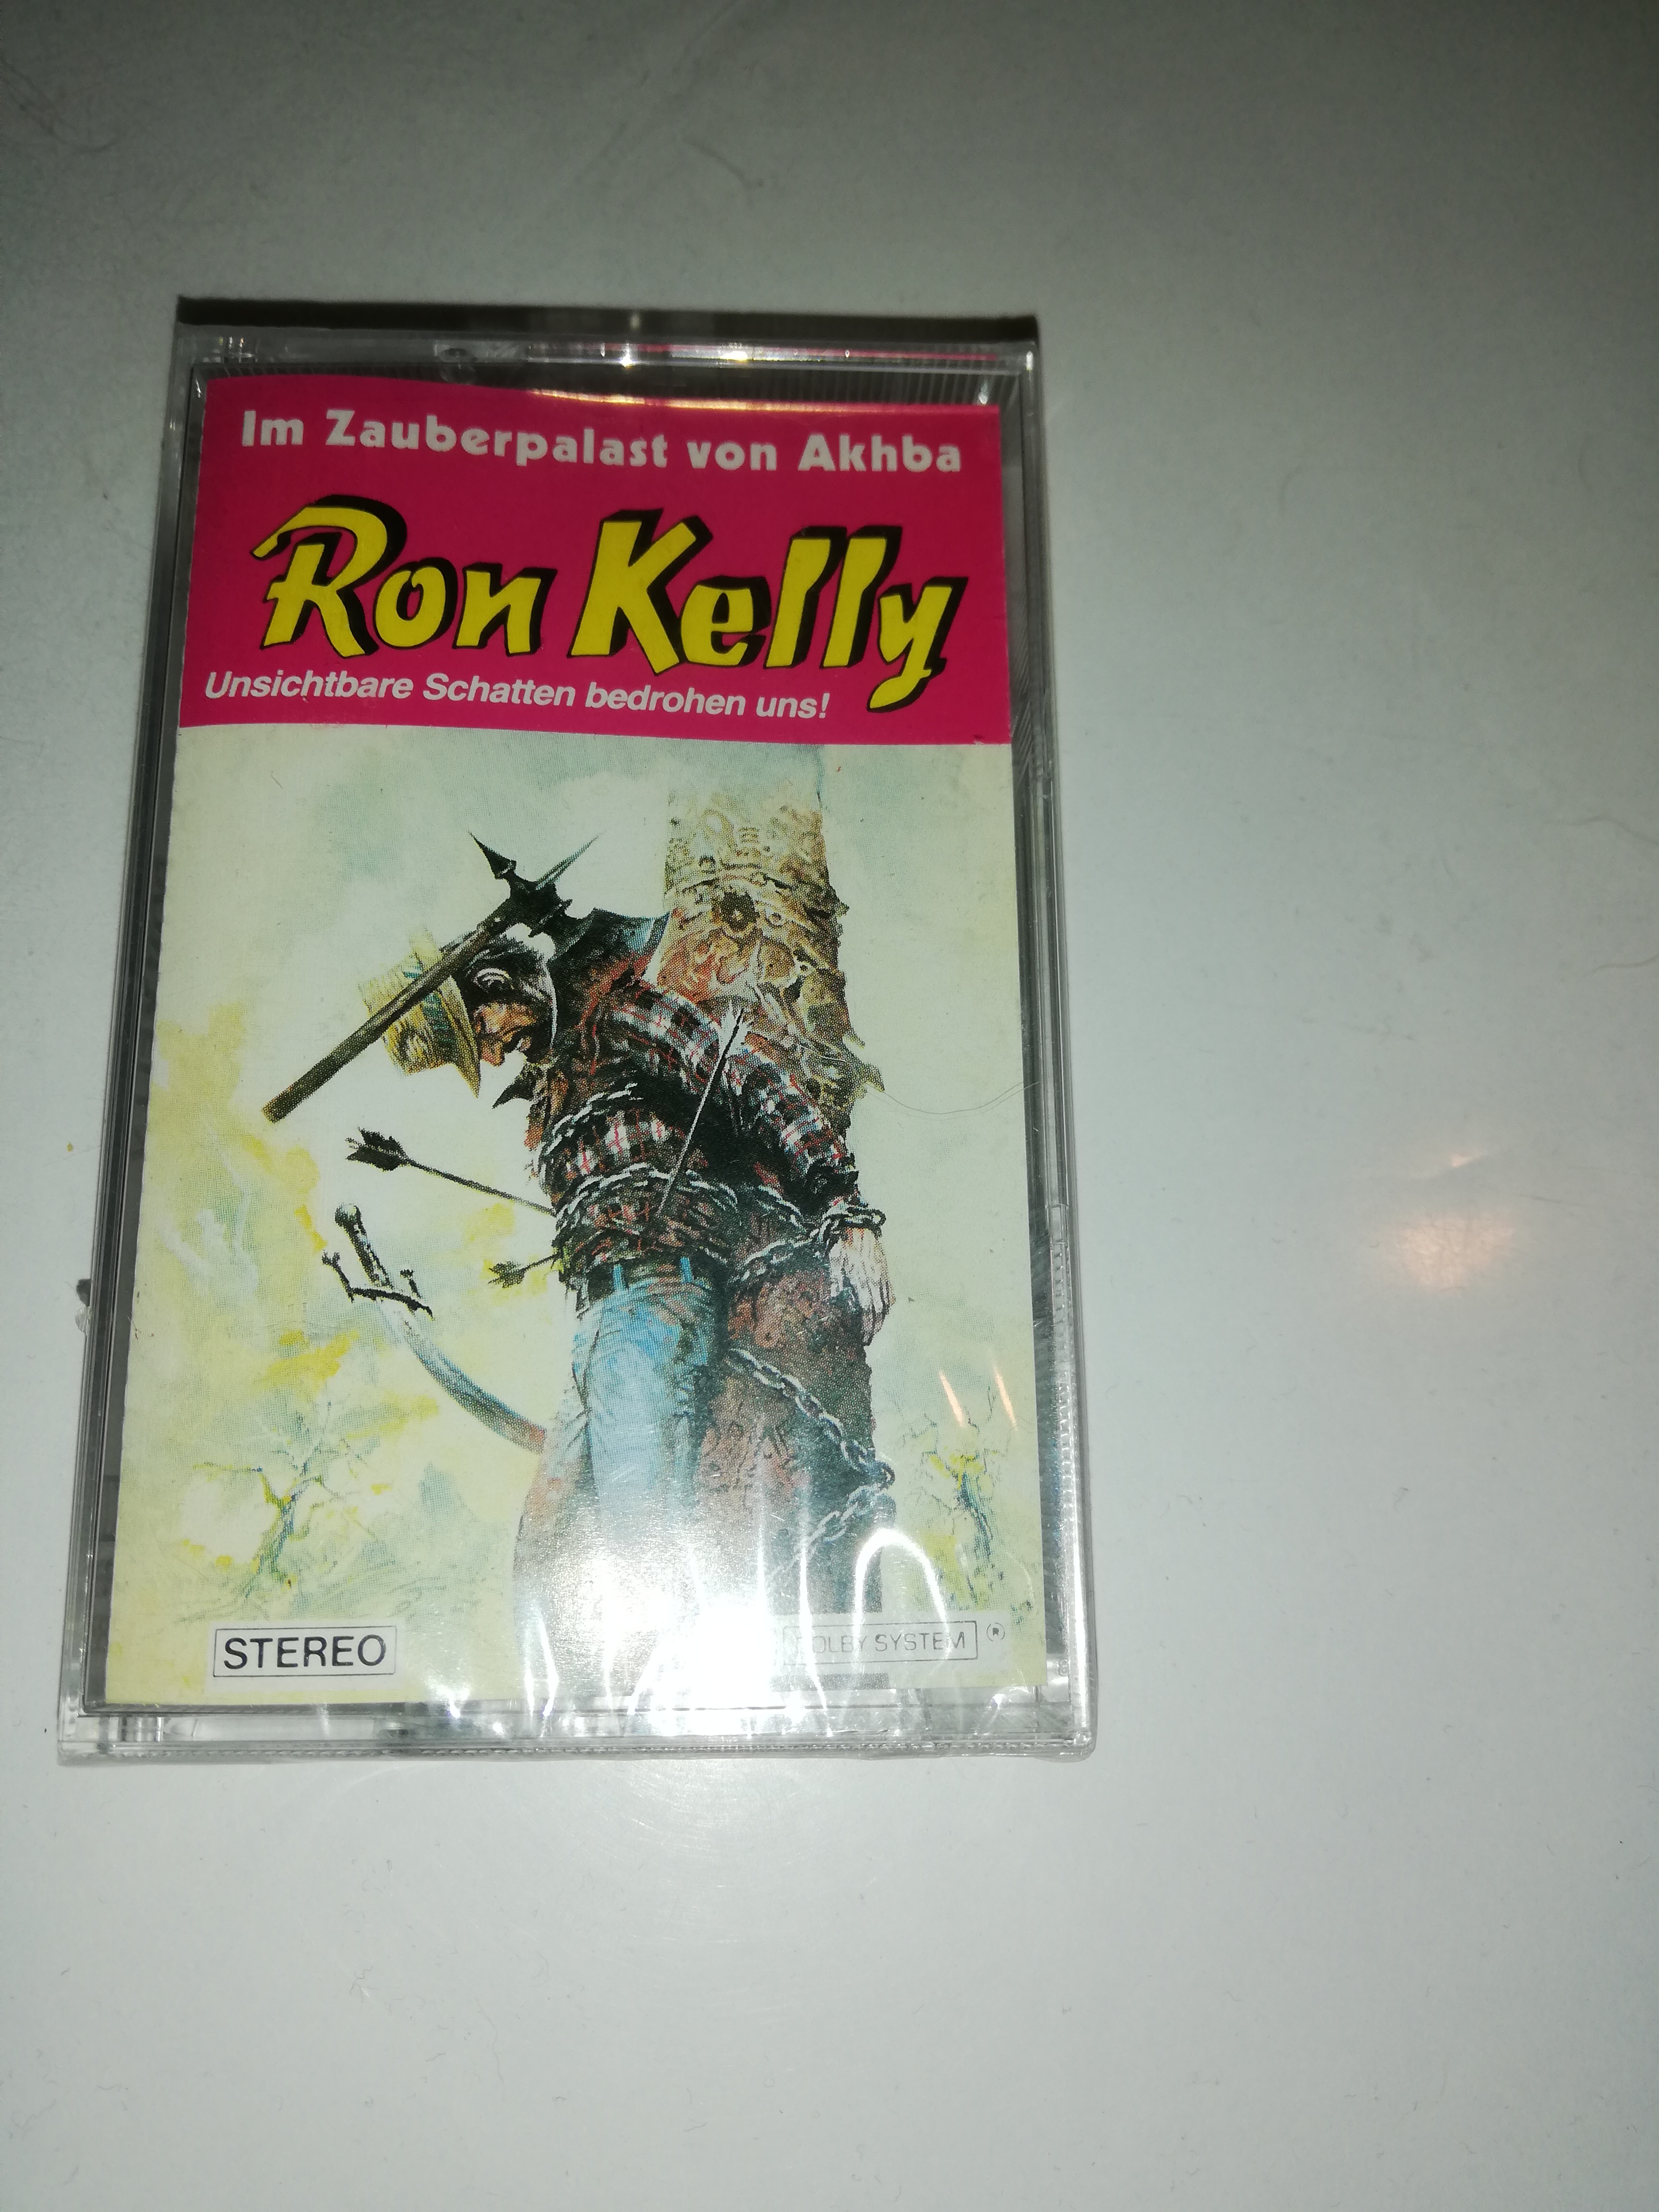 Im Zauberpalast von Akhba
Ron Kelly
Unsichtbare Schatten bedrohen uns!
STEREO
DOLBY SYSTEM ®